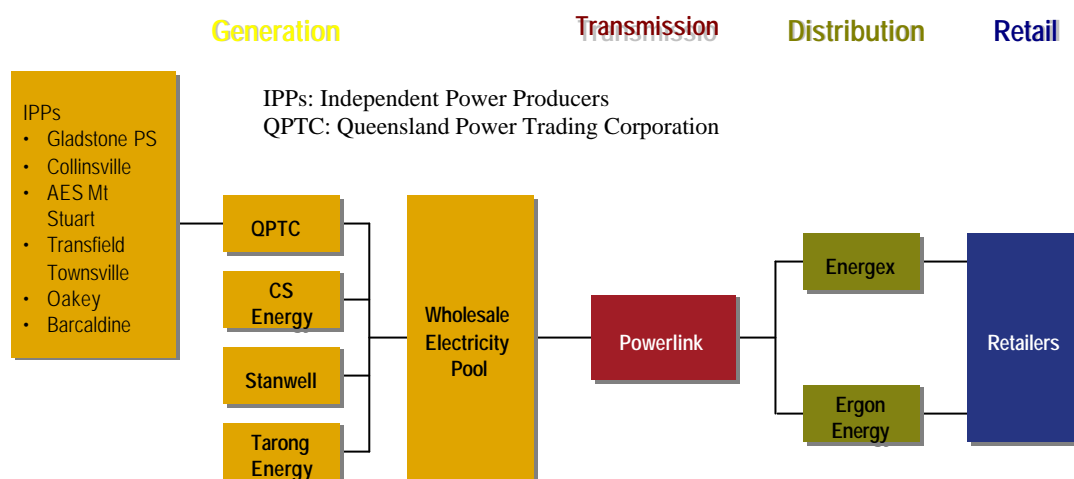 Generation
Transmission
Distribution
Retail
IPPs: Independent Power Producers
QPTC: Queensland Power Trading Corporation
IPPs
• Gladstone PS
• Collinsville
• AES Mt
Stuart
• Transfield
Townsville
• Oakey
• Barcaldine
QPTC
CS
Energy
Stanwell
Tarong
Energy
Wholesale
Electricity
Pool
Powerlink
Energex
Ergon
Energy
Retailers